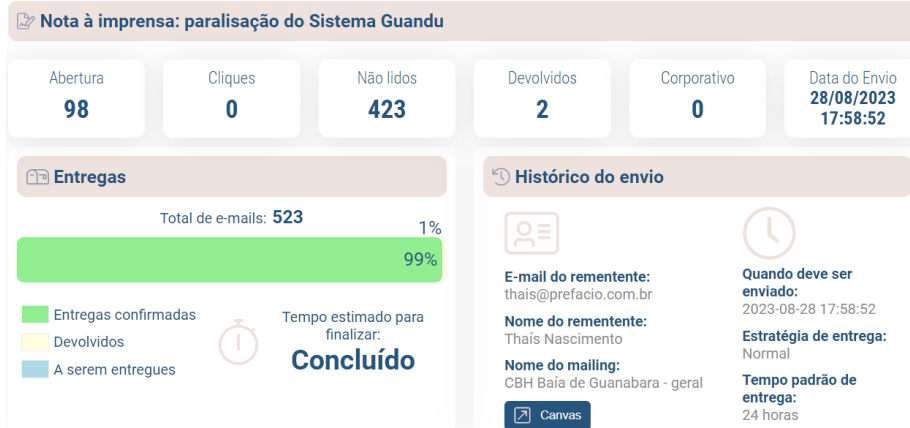 Nota à imprensa: paralisação do Sistema Guandu
Abertura
98
Cliques
0
Não lidos
423
Devolvidos
2
Corporativo
0
Data do Envio
28/08/2023
17:58:52
Entregas
Total de e-mails: 523
1%
99%
Entregas confirmadas
Devolvidos
A serem entregues
Tempo estimado para
finalizar:
Concluído
Histórico do envio
E-mail do rementente:
thais@prefacio.com.br
Nome do rementente:
Thaís Nascimento
Nome do mailing:
CBH Baía de Guanabara - geral
Canvas
Quando deve ser
enviado:
2023-08-28 17:58:52
Estratégia de entrega:
Normal
Tempo padrão de
entrega:
24 horas